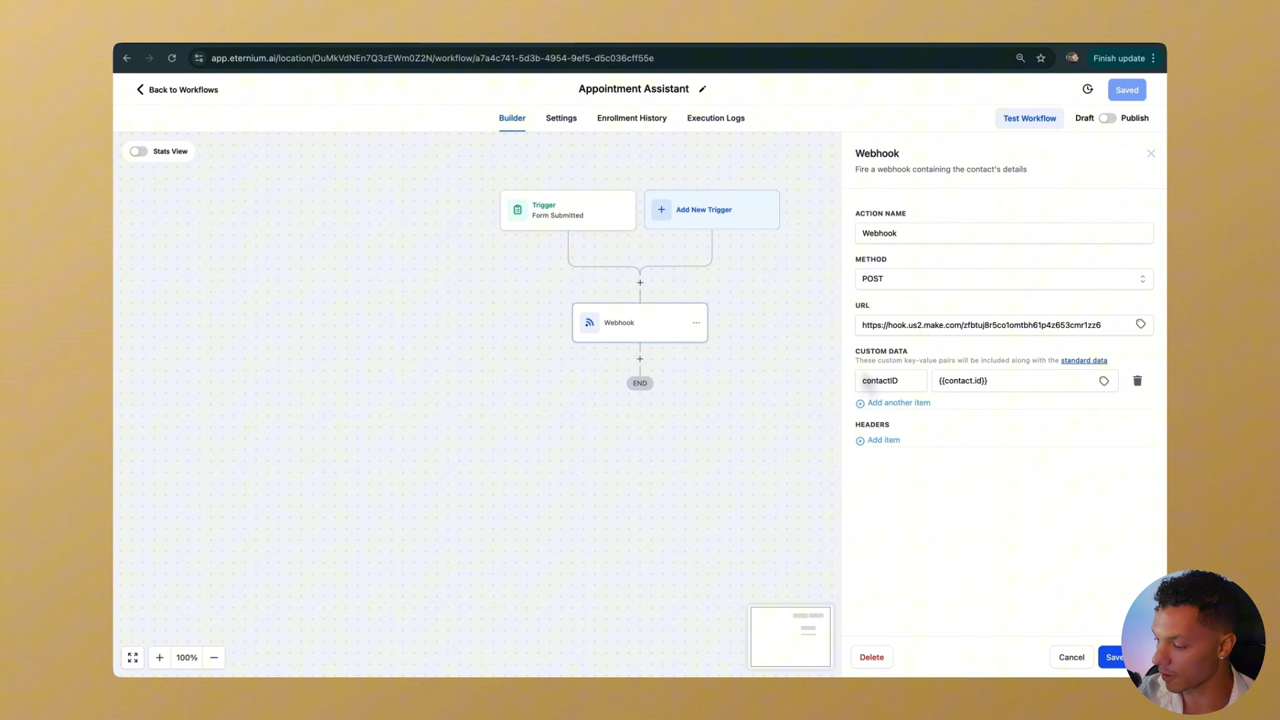 app.eternium.ai/location/OuMkVdNEn7Q3zEWm0Z2N/workflow/a7a4c741-5d3b-4954-9ef5-d5c036cff55e
Finish update
Back to Workflows
Appointment Assistant
Saved
Builder
Settings
Enrollment History
Execution Logs
Test Workflow
Draft
Publish
Stats View
Trigger
Form Submitted
Add New Trigger
Webhook
END
100%
Webhook
Fire a webhook containing the contact's details
ACTION NAME
Webhook
METHOD
POST
URL
https://hook.us2.make.com/zfbtuj8r5co1omtbh61p4z653cmr1zz6
CUSTOM DATA
These custom key-value pairs will be included along with the standard data
contactID
{{contact.id}}
Add another item
HEADERS
Add item
Delete
Cancel
Save